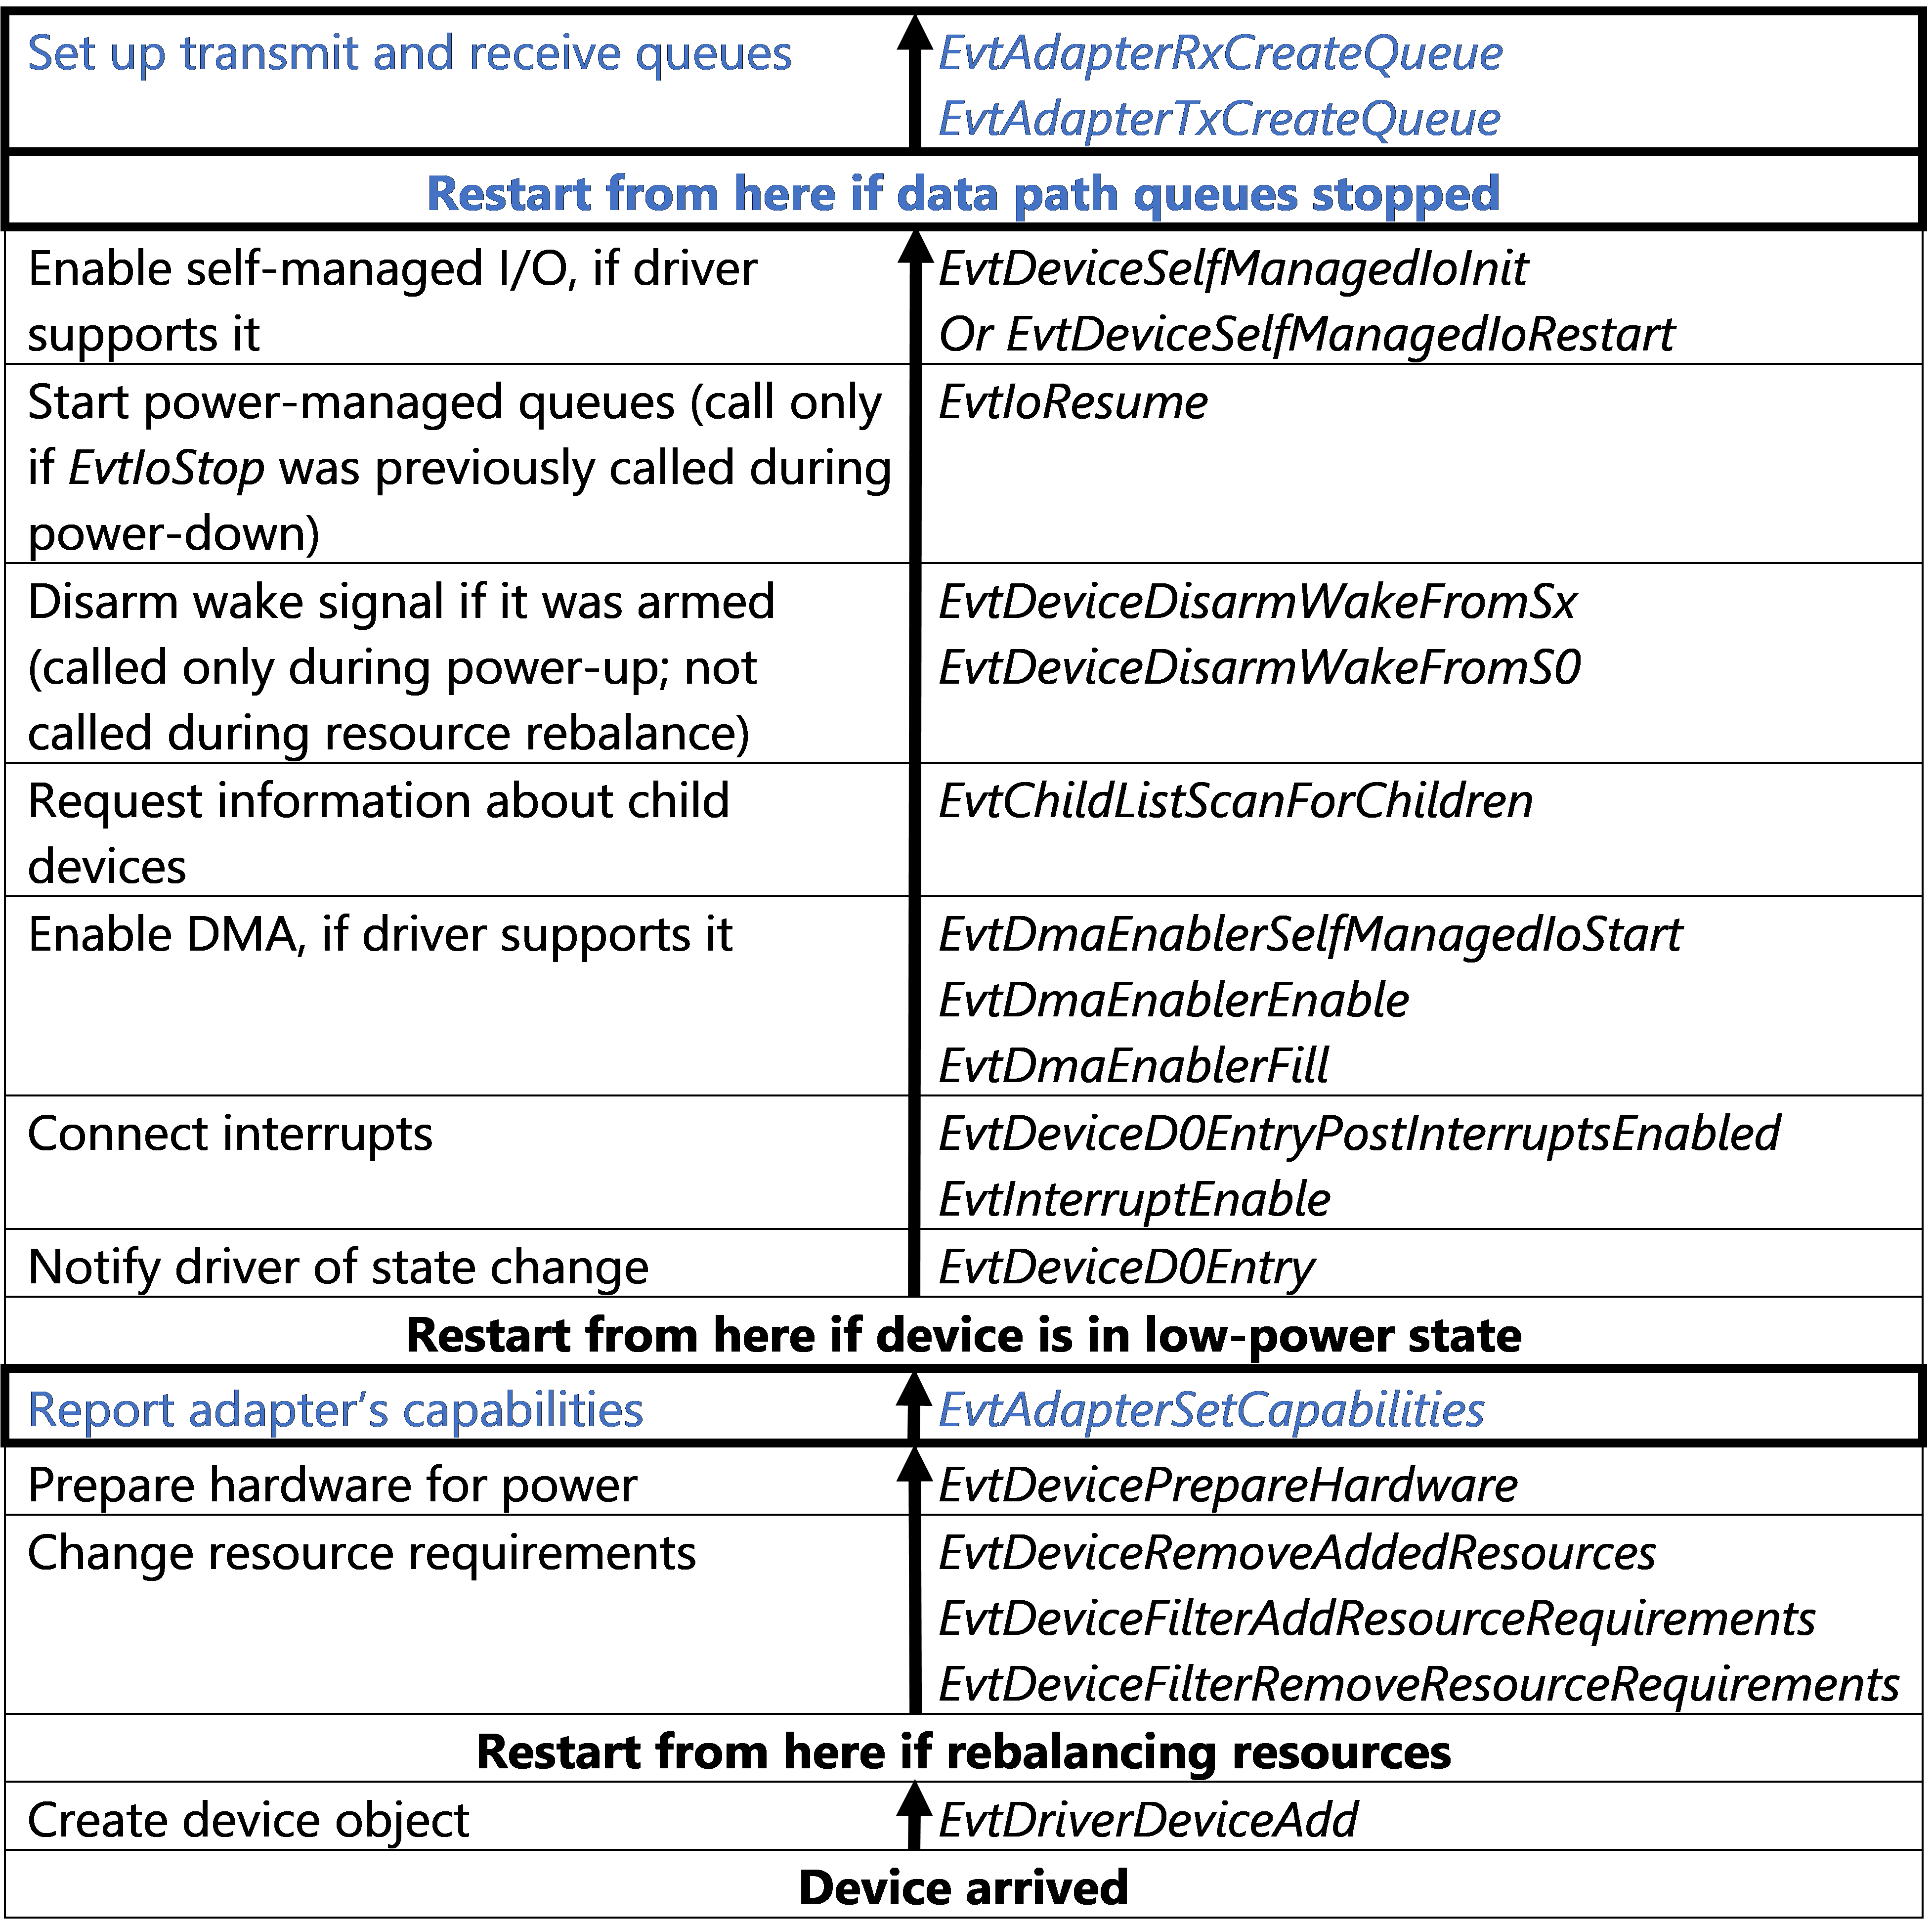 Set up transmit and receive queues
EvtAdapterRxCreateQueue
EvtAdapterTxCreateQueue
Restart from here if data path queues stopped
Enable self-managed I/O, if driver
supports it
EvtDeviceSelfManagedIoInit
Or EvtDeviceSelfManagedIoRestart
Start power-managed queues (call only
if EvtIoStop was previously called during
power-down)
EvtIoResume
Disarm wake signal if it was armed
(called only during power-up; not
called during resource rebalance)
EvtDeviceDisarmWakeFromSx
EvtDeviceDisarmWakeFromS0
Request information about child
devices
EvtChildListScanForChildren
Enable DMA, if driver supports it
EvtDmaEnablerSelfManagedIoStart
EvtDmaEnablerEnable
EvtDmaEnablerFill
Connect interrupts
EvtDeviceD0EntryPostInterruptsEnabled
EvtInterruptEnable
Notify driver of state change
EvtDeviceD0Entry
Restart from here if device is in low-power state
Report adapter’s capabilities
EvtAdapterSetCapabilities
Prepare hardware for power
EvtDevicePrepareHardware
Change resource requirements
EvtDeviceRemoveAddedResources
EvtDeviceFilterAddResourceRequirements
EvtDeviceFilterRemoveResourceRequirements
Restart from here if rebalancing resources
Create device object
EvtDriverDeviceAdd
Device arrived